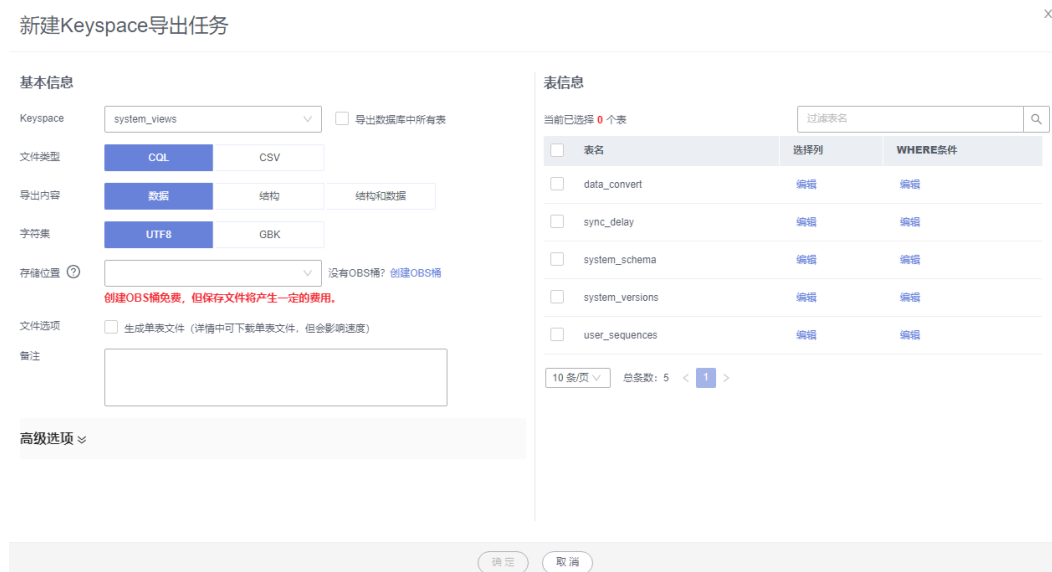 新建Keyspace导出任务
X
基本信息
Keyspace
system_views
导出数据库中所有表
文件类型
CQL
CSV
导出内容
数据
结构
结构和数据
字符集
UTF8
GBK
存储位置 ?
没有OBS桶? 创建OBS桶
创建OBS桶免费，但保存文件将产生一定的费用。
文件选项
生成单表文件（详情中可下载单表文件，但会影响速度）
备注
高级选项
表信息
当前已选择 0 个表
过滤表名
表名 选择列 WHERE条件
data_convert 编辑 编辑
sync_delay 编辑 编辑
system_schema 编辑 编辑
system_versions 编辑 编辑
user_sequences 编辑 编辑
10 条/页 总条数: 5 < 1 >
确定 取消